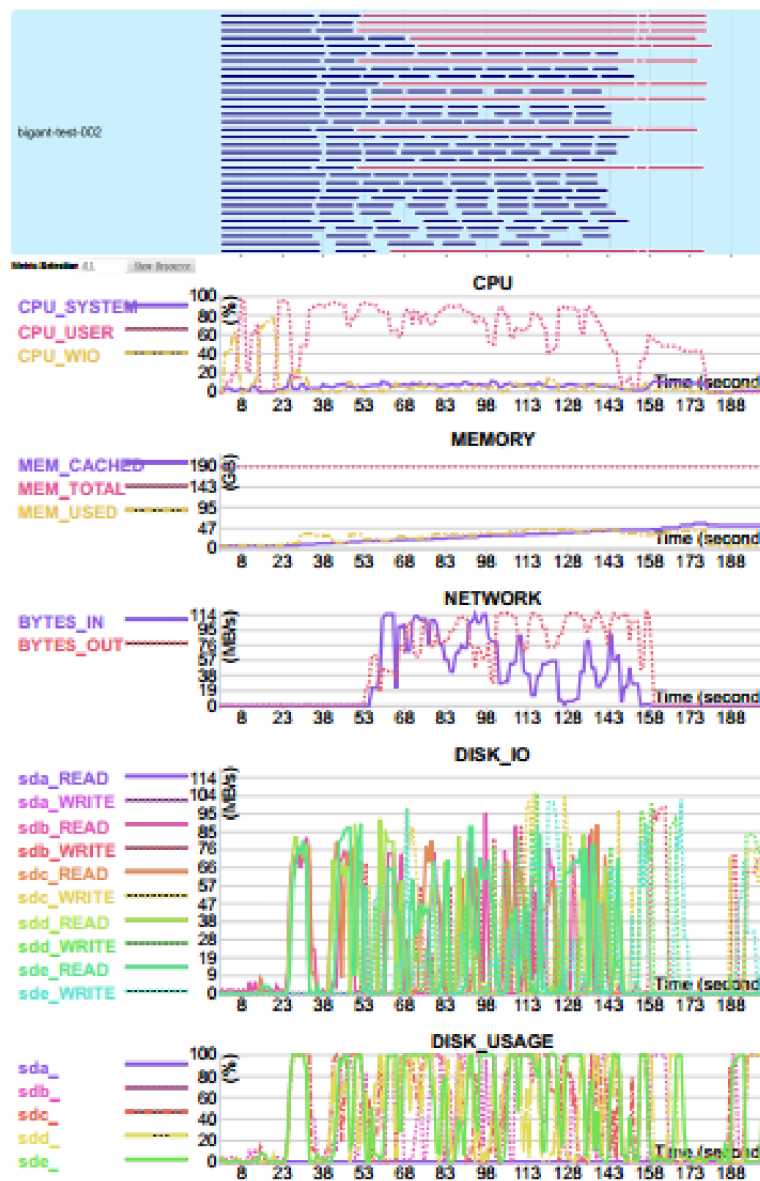 bigant-test-002
Metric Selection ALL Show Resource
CPU
CPU_SYSTEM
CPU_USER
CPU_WIO
100
80
60
40
20
0
(%)
Time (second
8 23 38 53 68 83 98 113 128 143 158 173 188
MEMORY
MEM_CACHED
MEM_TOTAL
MEM_USED
190
143
95
47
0
(GB)
Time (second
8 23 38 53 68 83 98 113 128 143 158 173 188
NETWORK
BYTES_IN
BYTES_OUT
114
95
76
57
38
19
0
(MB/s)
Time (second
8 23 38 53 68 83 98 113 128 143 158 173 188
DISK_IO
sda_READ
sda_WRITE
sdb_READ
sdb_WRITE
sdc_READ
sdc_WRITE
sdd_READ
sdd_WRITE
sde_READ
sde_WRITE
114
104
95
85
76
66
57
47
38
28
19
9
0
(MB/s)
Time (second
8 23 38 53 68 83 98 113 128 143 158 173 188
DISK_USAGE
sda_
sdb_
sdc_
sdd_
sde_
100
80
60
40
20
0
(%)
Time (second
8 23 38 53 68 83 98 113 128 143 158 173 188